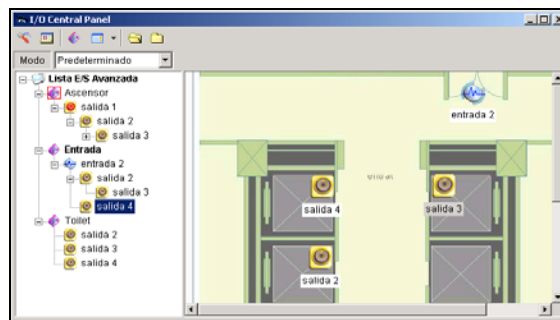 I/O Central Panel
Modo Predeterminado
Lista E/S Avanzada
Ascensor
salida 1
salida 2
salida 3
Entrada
entrada 2
salida 2
salida 3
salida 4
Toilet
salida 2
salida 3
salida 4
entrada 2
salida 4
salida 3
salida 2